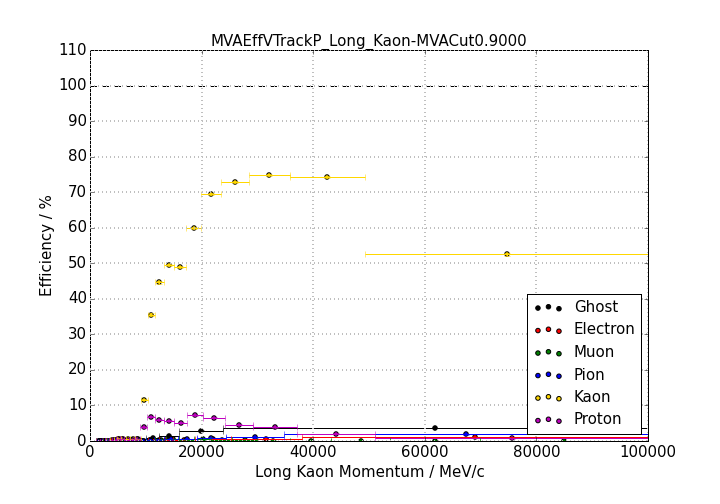 MVAEffVTrackP_Long_Kaon-MVACut0.9000
110
100
90
80
70
60
50
40
30
20
10
0
Efficiency / %
Ghost
Electron
Muon
Pion
Kaon
Proton
0 20000 40000 60000 80000 100000
Long Kaon Momentum / MeV/c